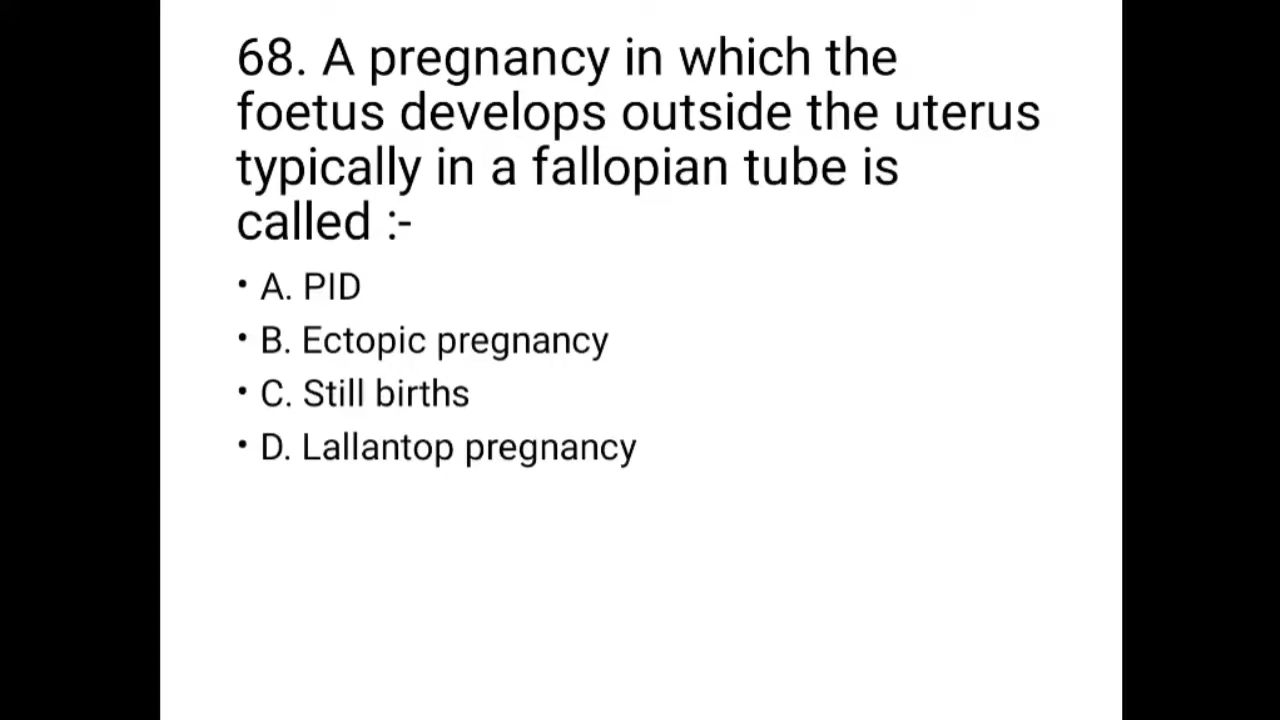 68. A pregnancy in which the
foetus develops outside the uterus
typically in a fallopian tube is
called :-
• A. PID
• B. Ectopic pregnancy
• C. Still births
• D. Lallantop pregnancy